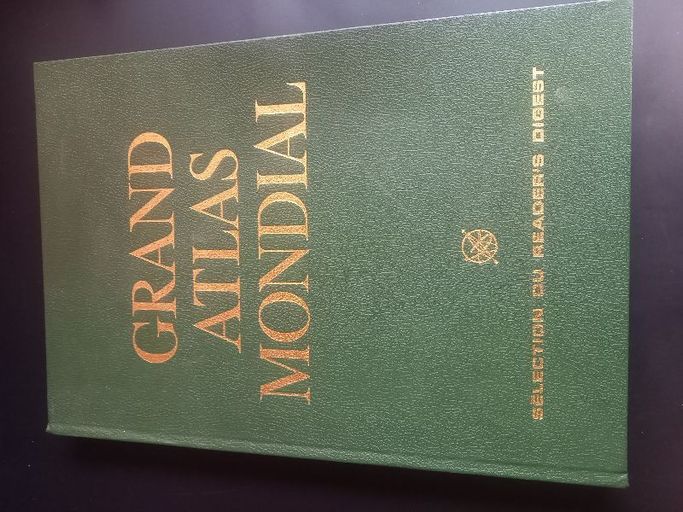 GRAND
ATLAS
MONDIAL
SÉLECTION DU READER'S DIGEST